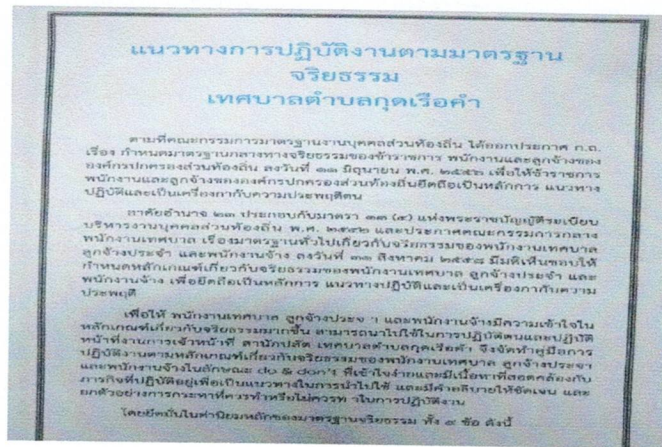 แนวทางการปฏิบัติงานตามมาตรฐาน
จริยธรรม
เทศบาลตำบลกุดเรือคำ
ตามที่คณะกรรมการมาตรฐานงานบุคคลส่วนท้องถิ่น ได้ออกประกาศ ก.ถ.
เรื่อง กำหนดมาตรฐานกลางทางจริยธรรมของข้าราชการ พนักงานและลูกจ้างของ
องค์กรปกครองส่วนท้องถิ่น ลงวันที่ ๑๑ มิถุนายน พ.ศ. ๒๕๕๒ เพื่อให้ข้าราชการ
พนักงานและลูกจ้างขององค์กรปกครองส่วนท้องถิ่นยึดถือเป็นหลักการ แนวทาง
ปฏิบัติและเป็นเครื่องกากับความประพฤติตน
อาศัยอำนาจ ๒๓ ประกอบกับมาตรา ๓๓ (๕) แห่งพระราชบัญญัติระเบียบ
บริหารงานบุคคลส่วนท้องถิ่น พ.ศ. ๒๕๔๒ และประกาศคณะกรรมการกลาง
พนักงานเทศบาล เรื่องมาตรฐานทั่วไปเกี่ยวกับจริยธรรมของพนักงานเทศบาล
ลูกจ้างประจำ และพนักงานจ้าง ลงวันที่ ๓๑ สิงหาคม ๒๕๕๘ มีมติเห็นชอบให้
กำหนดหลักเกณฑ์เกี่ยวกับจริยธรรมของพนักงานเทศบาล ลูกจ้างประจำ และ
พนักงานจ้าง เพื่อยึดถือเป็นหลักการ แนวทางปฏิบัติและเป็นเครื่องกากับความ
ประพฤติ
เพื่อให้ พนักงานเทศบาล ลูกจ้างประจ า และพนักงานจ้างมีความเข้าใจใน
หลักเกณฑ์เกี่ยวกับจริยธรรมมากขึ้น สามารถนาไปใช้ในการปฏิบัติตนและปฏิบัติ
หน้าที่งานการเจ้าหน้าที่ สานักปลัด เทศบาลตำบลกุดเรือคำ จึงจัดทำคู่มือการ
ปฏิบัติงานตามหลักเกณฑ์เกี่ยวกับจริยธรรมของพนักงานเทศบาล ลูกจ้างประจา
และพนักงานจ้างในลักษณะ do & don't ที่เข้าใจง่ายและมีเนื้อหาที่สอดคล้องกับ
ภารกิจที่ปฏิบัติอยู่เพื่อเป็นแนวทางในการนำไปใช้ และมีคำอธิบายให้ชัดเจน และ
ยกตัวอย่างการกระทาที่ควรทำหรือไม่ควรท าในการปฏิบัติงาน
โดยยึดมั่นในค่านิยมหลักของมาตรฐานจริยธรรม ทั้ง ๙ ข้อ ดังนี้